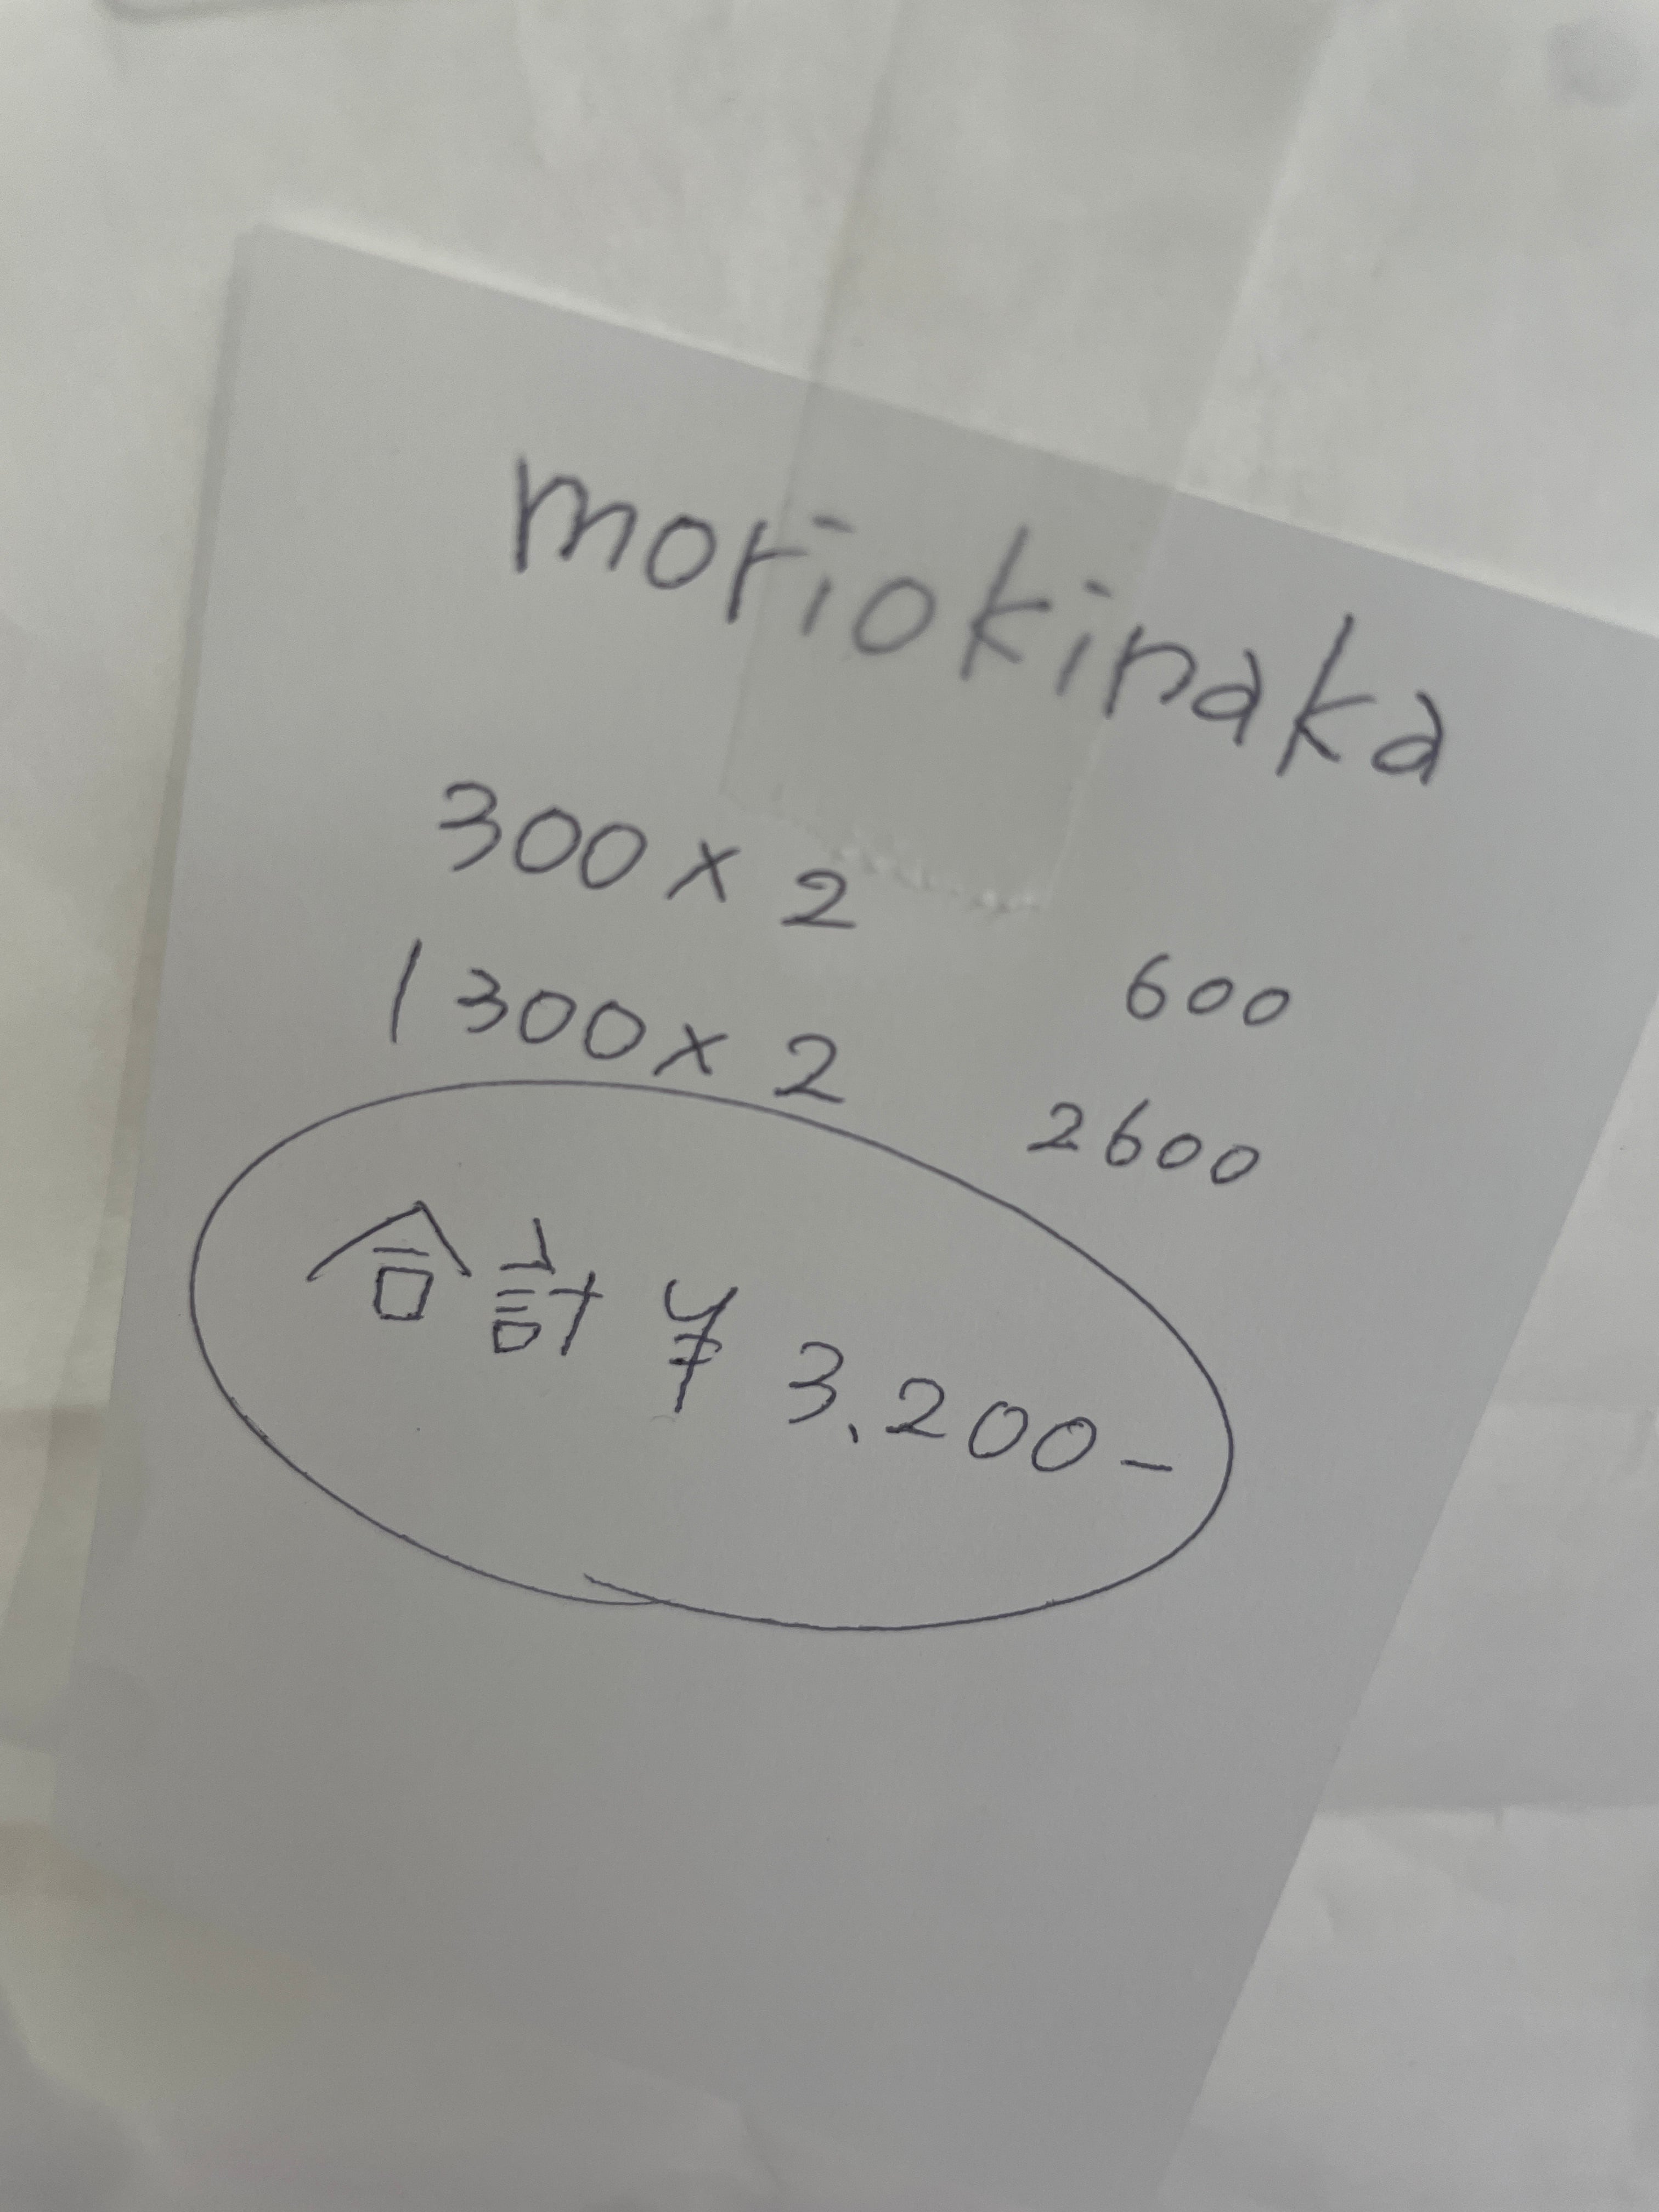 moriokinaka
300 × 2 600
1300 × 2 2600
合計 ¥ 3,200-